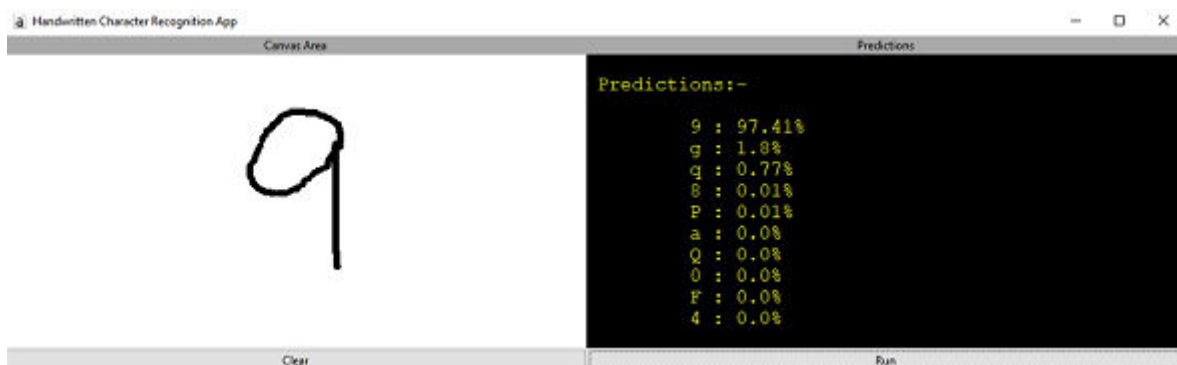 a Handwritten Character Recognition App
Canvas Area
Predictions
9
Predictions:-
9 : 97.41%
g : 1.8%
q : 0.77%
8 : 0.01%
P : 0.01%
a : 0.0%
Q : 0.0%
0 : 0.0%
F : 0.0%
4 : 0.0%
Clear
Run